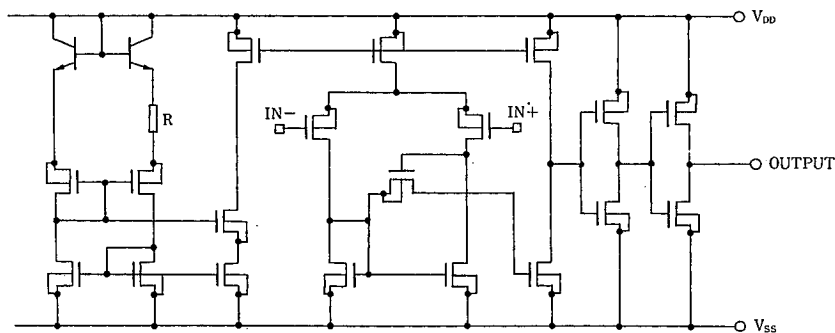 V_DD
R
IN−
IN+
OUTPUT
V_SS